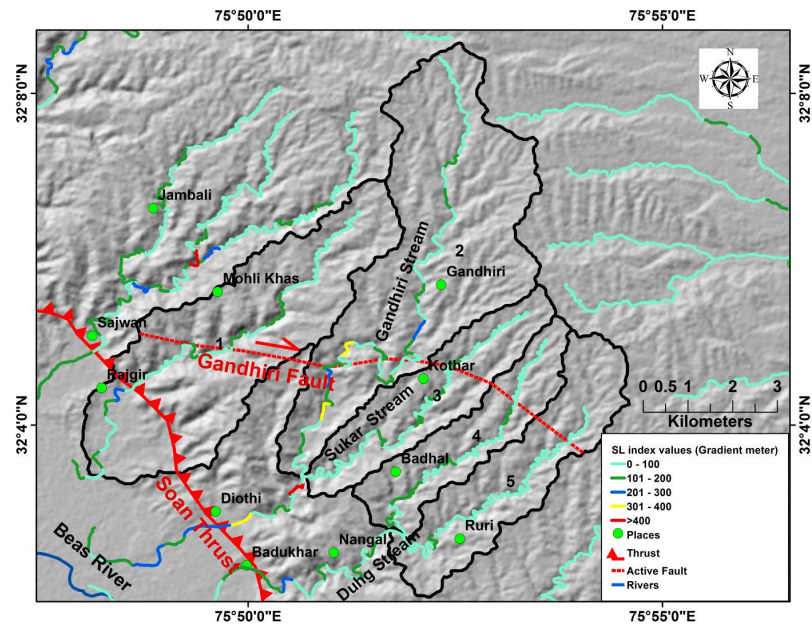 75°50'0"E
75°55'0"E
32°8'0"N
32°8'0"N
N
W
E
S
Jambali
2
Gandhiri Stream
Gandhiri
Mohli Khas
Sajwan
1
Gandhiri Fault
Rajgir
Kothar
0 0.5 1 2 3
Kilometers
32°4'0"N
32°4'0"N
Sukar Stream
3
4
Badhal
5
SL index values (Gradient meter)
0 - 100
101 - 200
201 - 300
301 - 400
>400
Places
Thrust
Active Fault
Rivers
Soan Thrust
Diothi
Ruri
Nangal
Badukhar
Duhg Stream
Beas River
75°50'0"E
75°55'0"E